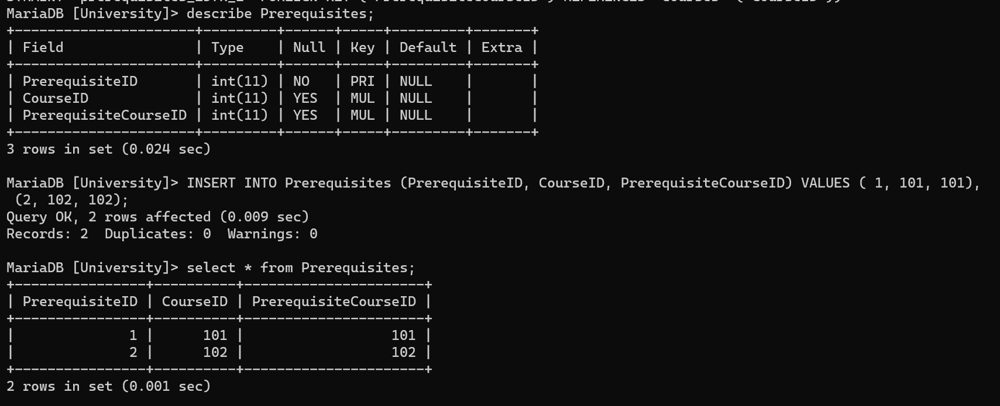 MariaDB [University]> describe Prerequisites;
+----------------------+---------+------+-----+---------+-------+
| Field                | Type    | Null | Key | Default | Extra |
+----------------------+---------+------+-----+---------+-------+
| PrerequisiteID       | int(11) | NO   | PRI | NULL    |       |
| CourseID             | int(11) | YES  | MUL | NULL    |       |
| PrerequisiteCourseID | int(11) | YES  | MUL | NULL    |       |
+----------------------+---------+------+-----+---------+-------+
3 rows in set (0.024 sec)
MariaDB [University]> INSERT INTO Prerequisites (PrerequisiteID, CourseID, PrerequisiteCourseID) VALUES ( 1, 101, 101),
 (2, 102, 102);
Query OK, 2 rows affected (0.009 sec)
Records: 2  Duplicates: 0  Warnings: 0
MariaDB [University]> select * from Prerequisites;
+----------------+----------+----------------------+
| PrerequisiteID | CourseID | PrerequisiteCourseID |
+----------------+----------+----------------------+
|              1 |      101 |                  101 |
|              2 |      102 |                  102 |
+----------------+----------+----------------------+
2 rows in set (0.001 sec)